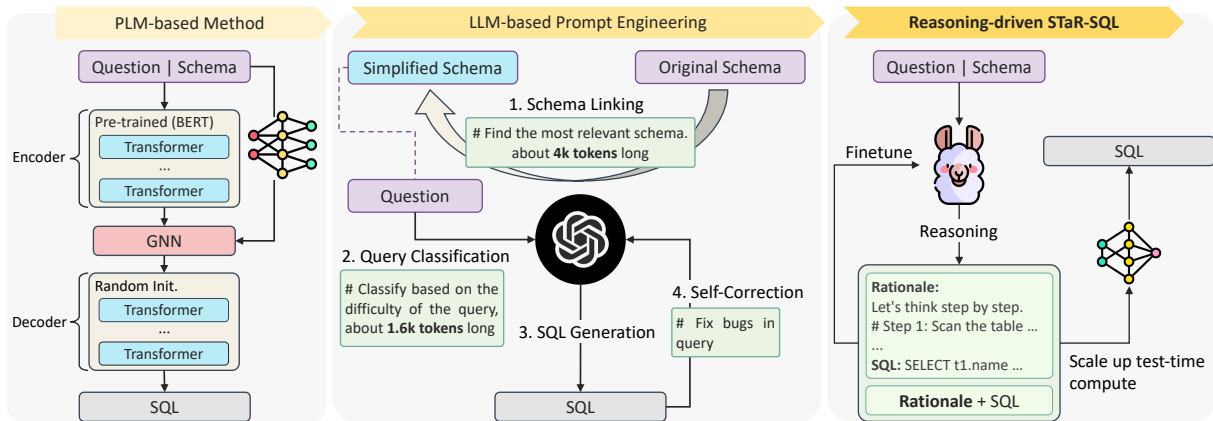 PLM-based Method
Question | Schema
Pre-trained (BERT)
Transformer
...
Transformer
Encoder
GNN
Random Init.
Transformer
...
Transformer
Decoder
SQL
LLM-based Prompt Engineering
Simplified Schema
Original Schema
1. Schema Linking
# Find the most relevant schema.
about 4k tokens long
Question
2. Query Classification
# Classify based on the
difficulty of the query,
about 1.6k tokens long
3. SQL Generation
4. Self-Correction
# Fix bugs in
query
SQL
Reasoning-driven STaR-SQL
Question | Schema
Finetune
SQL
Reasoning
Rationale:
Let's think step by step.
# Step 1: Scan the table ...
...
SQL: SELECT t1.name ...
Rationale + SQL
Scale up test-time
compute